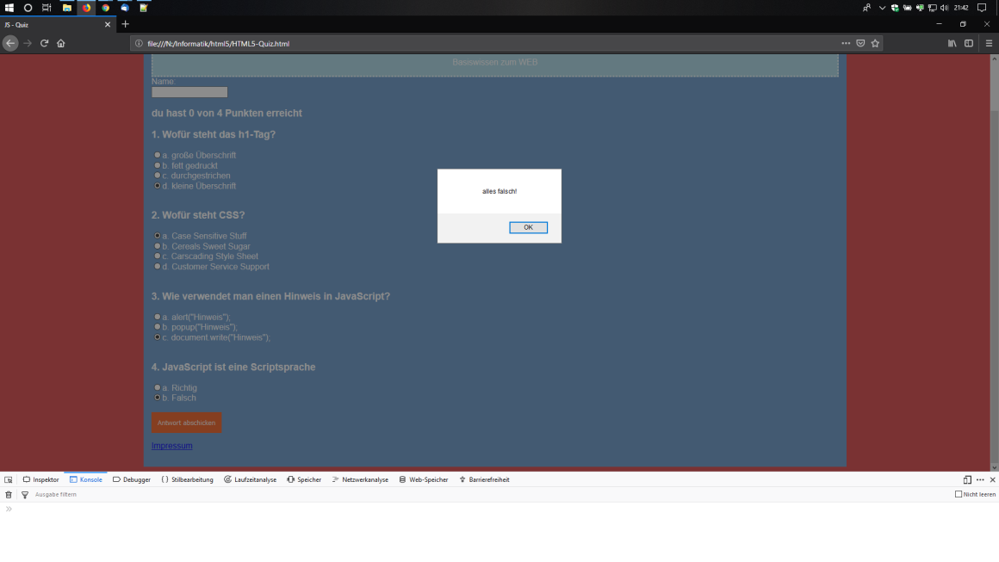 21:42
JS - Quiz
file:///N:/Informatik/html5/HTML5-Quiz.html
Basiswissen zum WEB
Name:
du hast 0 von 4 Punkten erreicht
1. Wofür steht das h1-Tag?
a. große Überschrift
b. fett gedruckt
c. durchgestrichen
d. kleine Überschrift
alles falsch!
OK
2. Wofür steht CSS?
a. Case Sensitive Stuff
b. Cereals Sweet Sugar
c. Carscading Style Sheet
d. Customer Service Support
3. Wie verwendet man einen Hinweis in JavaScript?
a. alert("Hinweis");
b. popup("Hinweis");
c. document.write("Hinweis");
4. JavaScript ist eine Scriptsprache
a. Richtig
b. Falsch
Antwort abschicken
Impressum
Inspektor Konsole Debugger Stilbearbeitung Laufzeitanalyse Speicher Netzwerkanalyse Web-Speicher Barrierefreiheit
Ausgabe filtern Nicht leeren